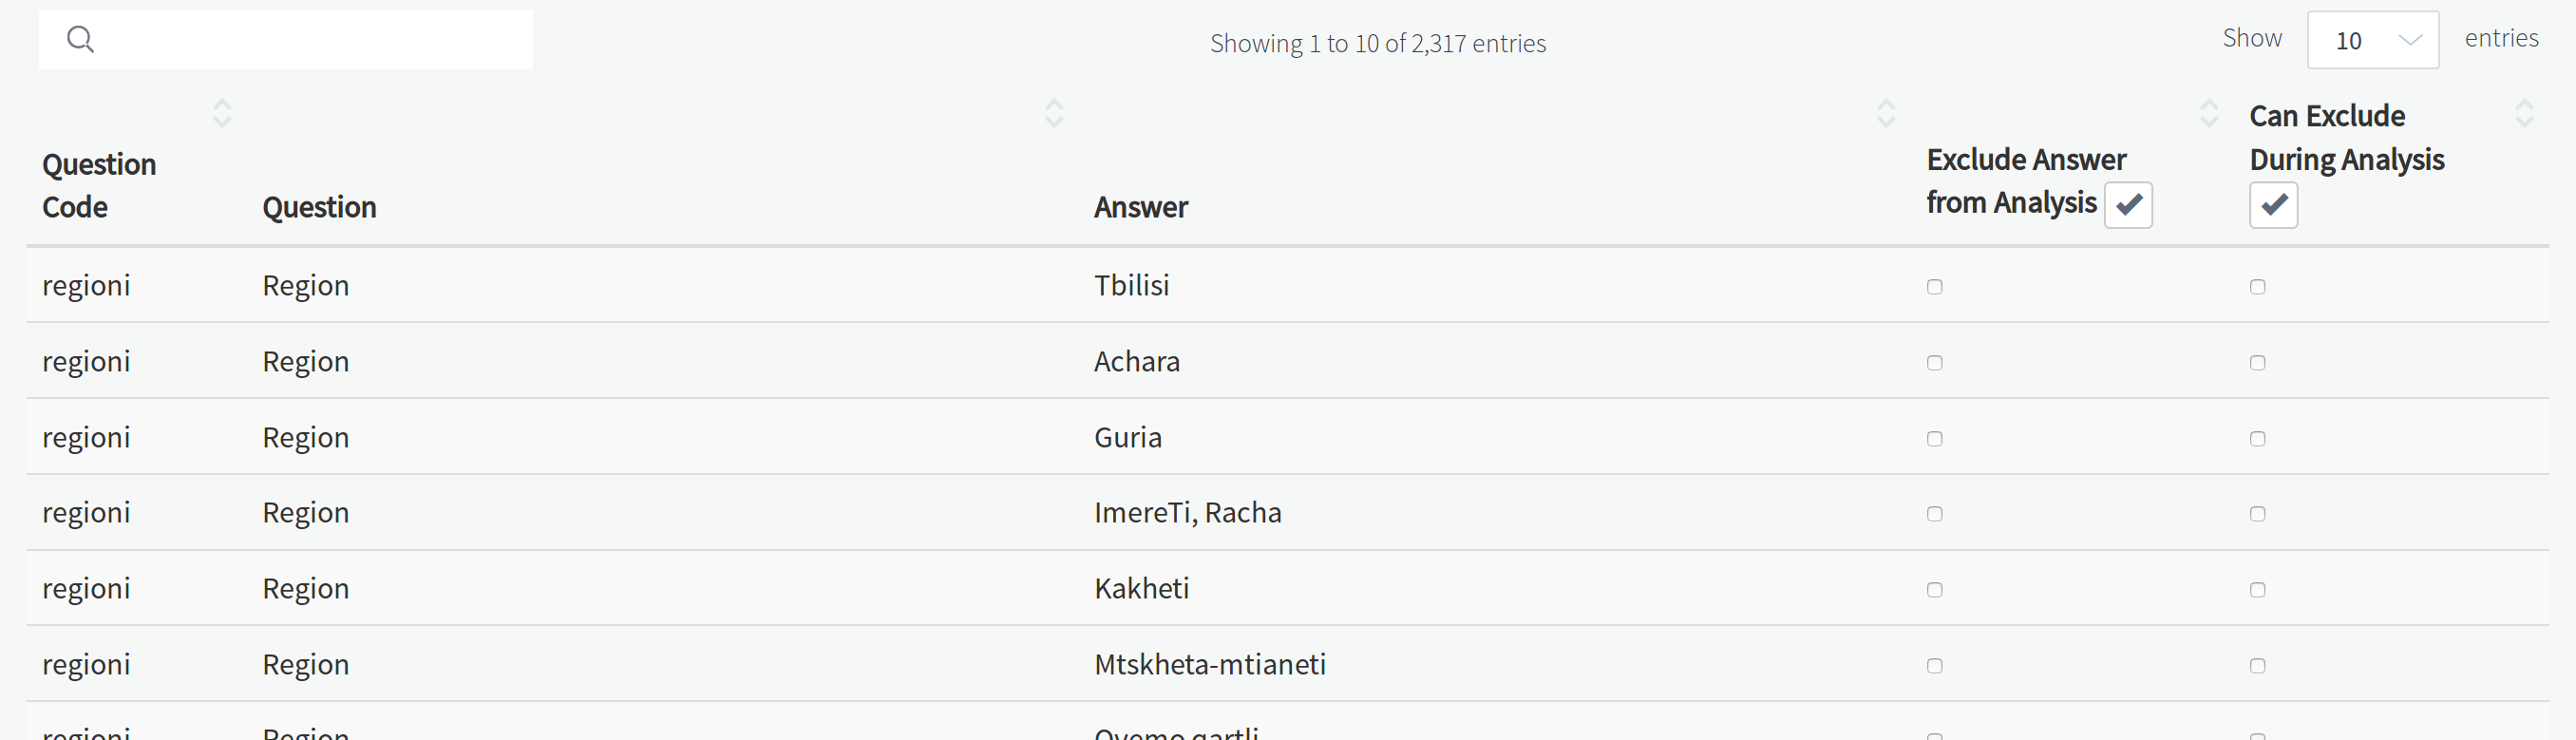 Showing 1 to 10 of 2,317 entries
Show 10 entries
Question Code
Question
Answer
Exclude Answer from Analysis
Can Exclude During Analysis
regioni Region Tbilisi
regioni Region Achara
regioni Region Guria
regioni Region ImereTi, Racha
regioni Region Kakheti
regioni Region Mtskheta-mtianeti
regioni Region